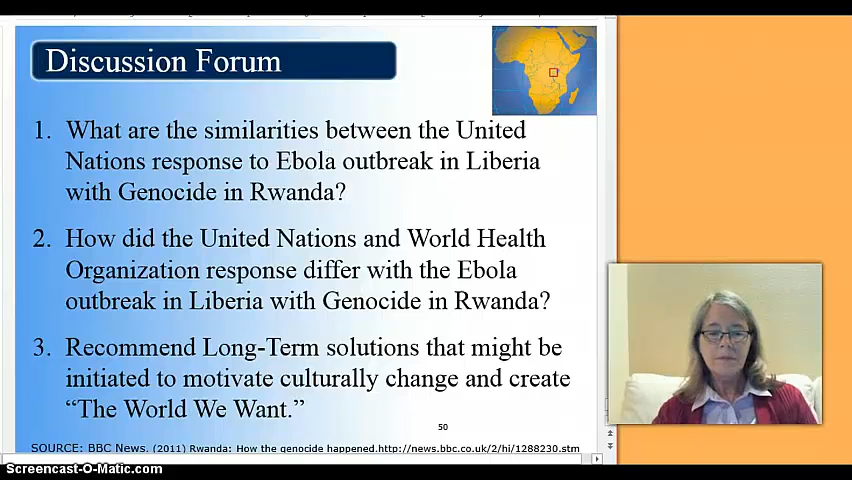 Discussion Forum
1. What are the similarities between the United
Nations response to Ebola outbreak in Liberia
with Genocide in Rwanda?
2. How did the United Nations and World Health
Organization response differ with the Ebola
outbreak in Liberia with Genocide in Rwanda?
3. Recommend Long-Term solutions that might be
initiated to motivate culturally change and create
“The World We Want.”
50
SOURCE: BBC News. (2011) Rwanda: How the genocide happened.http://news.bbc.co.uk/2/hi/1288230.stm
Screencast-O-Matic.com